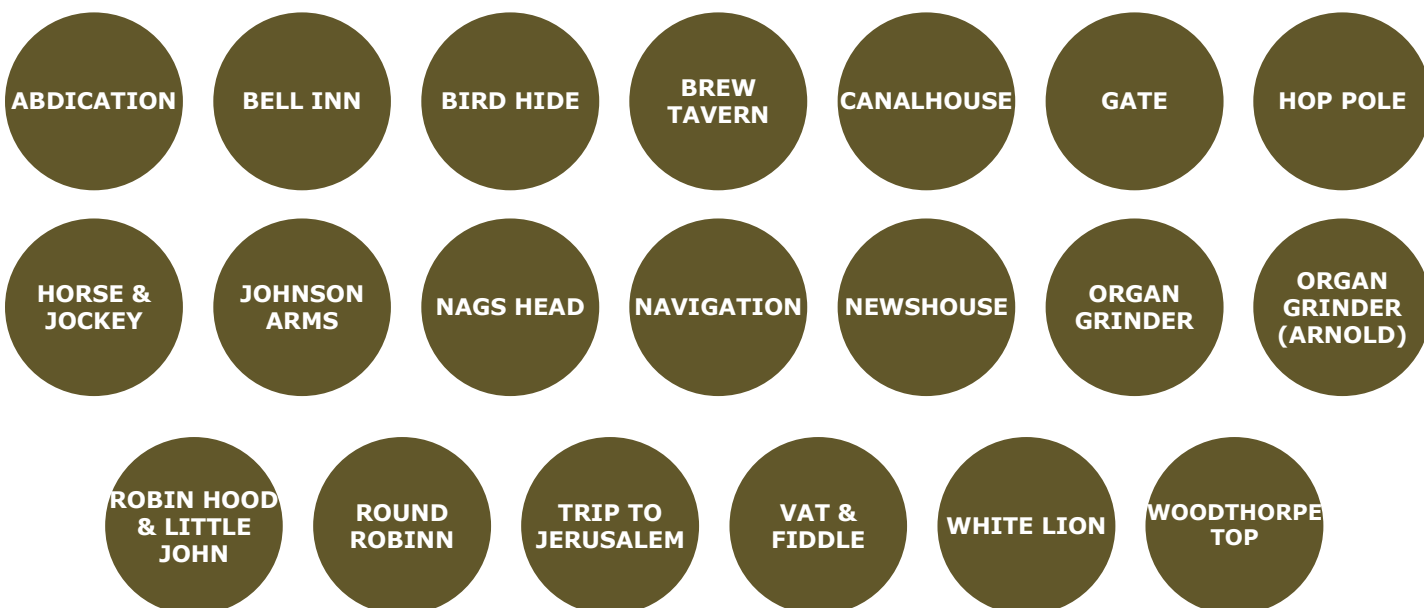 ABDICATION
BELL INN
BIRD HIDE
BREW
TAVERN
CANALHOUSE
GATE
HOP POLE
HORSE &
JOCKEY
JOHNSON
ARMS
NAGS HEAD
NAVIGATION
NEWSHOUSE
ORGAN
GRINDER
ORGAN
GRINDER
(ARNOLD)
ROBIN HOOD
& LITTLE
JOHN
ROUND
ROBINN
TRIP TO
JERUSALEM
VAT &
FIDDLE
WHITE LION
WOODTHORPE
TOP